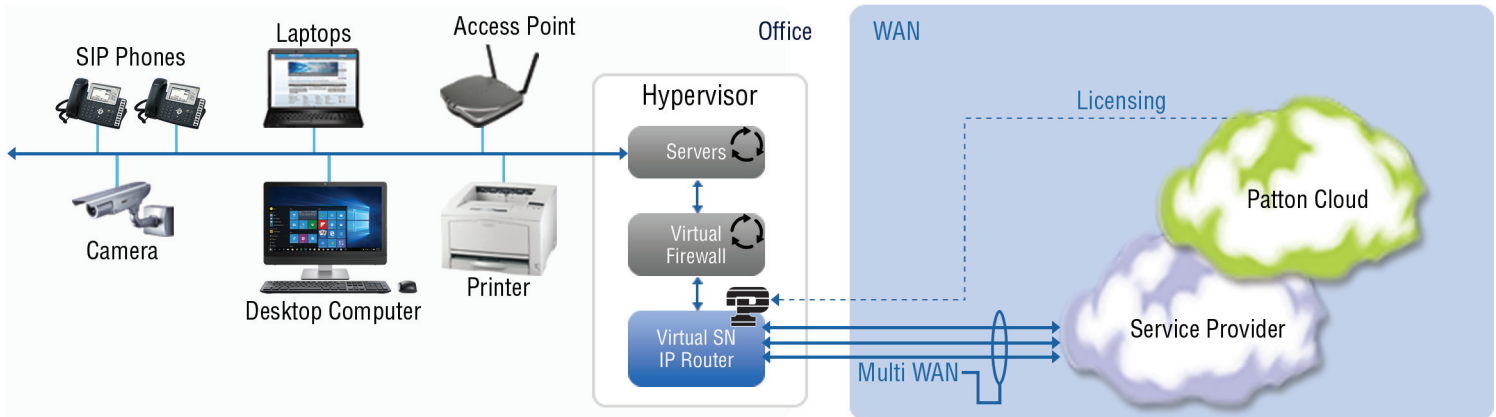 Office
WAN
SIP Phones
Laptops
Access Point
Hypervisor
Licensing
Servers
Patton Cloud
Virtual
Firewall
Camera
Desktop Computer
Printer
P
Virtual SN
IP Router
Service Provider
Multi WAN